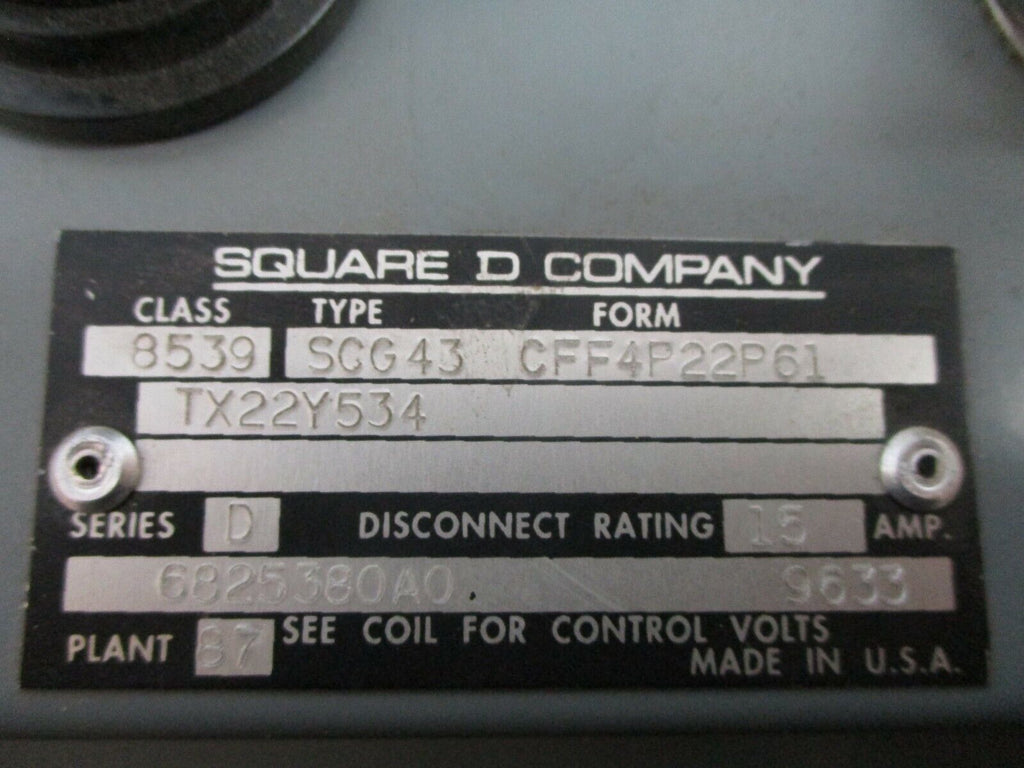 SQUARE D COMPANY
CLASS TYPE FORM
8539 SCG43 CFF4P22P61
TX22Y534
SERIES D DISCONNECT RATING 15 AMP.
6825380A0 9633
PLANT 87 SEE COIL FOR CONTROL VOLTS
MADE IN U.S.A.